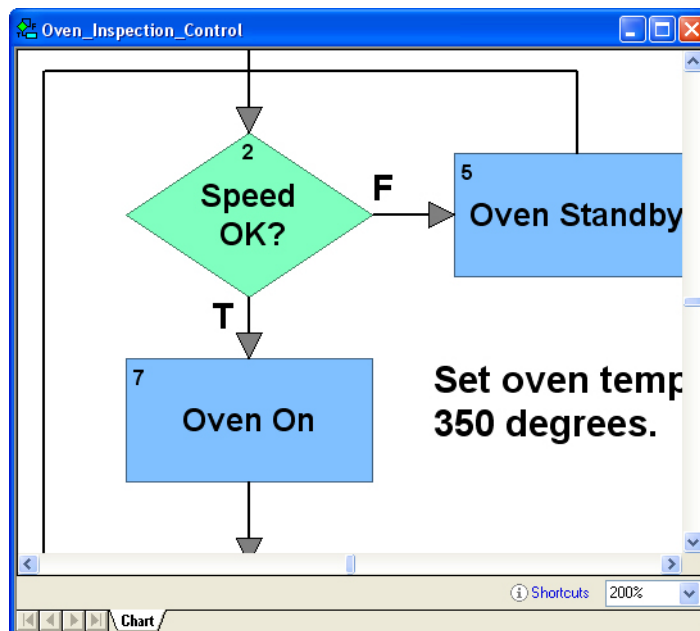 Oven_Inspection_Control
2
Speed
OK?
F
5
Oven Standby
T
7
Oven On
Set oven temp
350 degrees.
Shortcuts
200%
Chart